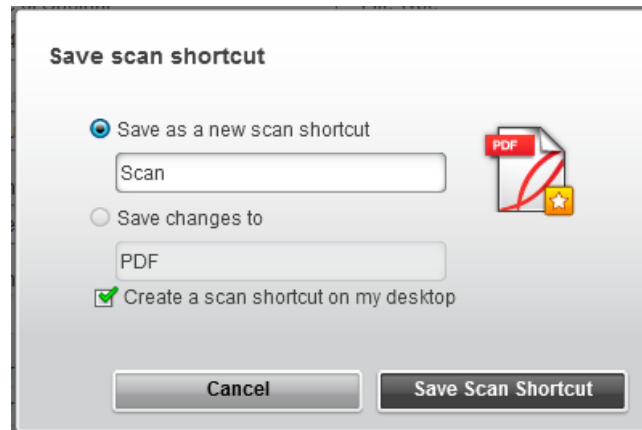 Save scan shortcut
Save as a new scan shortcut
PDF
Scan
Save changes to
PDF
Create a scan shortcut on my desktop
Cancel
Save Scan Shortcut